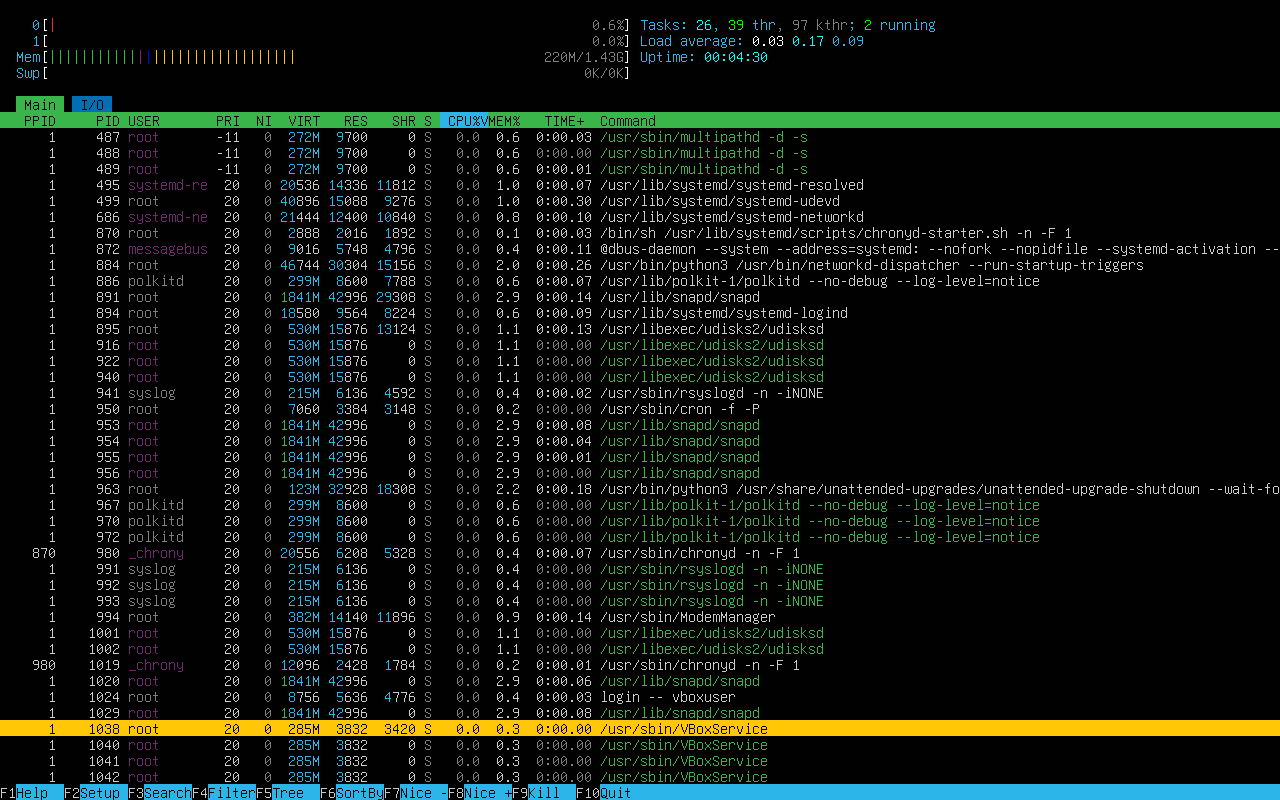 0[| 0.6%] Tasks: 26, 39 thr, 97 kthr; 2 running
1[ 0.0%] Load average: 0.03 0.17 0.09
Mem[||||||||||||||||||||||||||||||| 220M/1.43G] Uptime: 00:04:30
Swp[ 0K/0K]
Main I/O
PPID PID USER PRI NI VIRT RES SHR S CPU%▽MEM% TIME+ Command
1 487 root -11 0 272M 9700 0 S 0.0 0.6 0:00.03 /usr/sbin/multipathd -d -s
1 488 root -11 0 272M 9700 0 S 0.0 0.6 0:00.00 /usr/sbin/multipathd -d -s
1 489 root -11 0 272M 9700 0 S 0.0 0.6 0:00.01 /usr/sbin/multipathd -d -s
1 495 systemd-re 20 0 20536 14336 11812 S 0.0 1.0 0:00.07 /usr/lib/systemd/systemd-resolved
1 499 root 20 0 40896 15088 9276 S 0.0 1.0 0:00.30 /usr/lib/systemd/systemd-udevd
1 686 systemd-ne 20 0 21444 12400 10840 S 0.0 0.8 0:00.10 /usr/lib/systemd/systemd-networkd
1 870 root 20 0 2888 2016 1892 S 0.0 0.1 0:00.03 /bin/sh /usr/lib/systemd/scripts/chronyd-starter.sh -n -F 1
1 872 messagebus 20 0 9016 5748 4796 S 0.0 0.4 0:00.11 @dbus-daemon --system --address=systemd: --nofork --nopidfile --systemd-activation --
1 884 root 20 0 46744 30304 15156 S 0.0 2.0 0:00.26 /usr/bin/python3 /usr/bin/networkd-dispatcher --run-startup-triggers
1 886 polkitd 20 0 299M 8600 7788 S 0.0 0.6 0:00.07 /usr/lib/polkit-1/polkitd --no-debug --log-level=notice
1 891 root 20 0 1841M 42996 29308 S 0.0 2.9 0:00.14 /usr/lib/snapd/snapd
1 894 root 20 0 18580 9564 8224 S 0.0 0.6 0:00.09 /usr/lib/systemd/systemd-logind
1 895 root 20 0 530M 15876 13124 S 0.0 1.1 0:00.13 /usr/libexec/udisks2/udisksd
1 916 root 20 0 530M 15876 0 S 0.0 1.1 0:00.00 /usr/libexec/udisks2/udisksd
1 922 root 20 0 530M 15876 0 S 0.0 1.1 0:00.00 /usr/libexec/udisks2/udisksd
1 940 root 20 0 530M 15876 0 S 0.0 1.1 0:00.00 /usr/libexec/udisks2/udisksd
1 941 syslog 20 0 215M 6136 4592 S 0.0 0.4 0:00.02 /usr/sbin/rsyslogd -n -iNONE
1 950 root 20 0 7060 3384 3148 S 0.0 0.2 0:00.00 /usr/sbin/cron -f -P
1 953 root 20 0 1841M 42996 0 S 0.0 2.9 0:00.08 /usr/lib/snapd/snapd
1 954 root 20 0 1841M 42996 0 S 0.0 2.9 0:00.04 /usr/lib/snapd/snapd
1 955 root 20 0 1841M 42996 0 S 0.0 2.9 0:00.01 /usr/lib/snapd/snapd
1 956 root 20 0 1841M 42996 0 S 0.0 2.9 0:00.00 /usr/lib/snapd/snapd
1 963 root 20 0 123M 32928 18308 S 0.0 2.2 0:00.18 /usr/bin/python3 /usr/share/unattended-upgrades/unattended-upgrade-shutdown --wait-fo
1 967 polkitd 20 0 299M 8600 0 S 0.0 0.6 0:00.00 /usr/lib/polkit-1/polkitd --no-debug --log-level=notice
1 970 polkitd 20 0 299M 8600 0 S 0.0 0.6 0:00.00 /usr/lib/polkit-1/polkitd --no-debug --log-level=notice
1 972 polkitd 20 0 299M 8600 0 S 0.0 0.6 0:00.00 /usr/lib/polkit-1/polkitd --no-debug --log-level=notice
870 980 _chrony 20 0 20556 6208 5328 S 0.0 0.4 0:00.07 /usr/sbin/chronyd -n -F 1
1 991 syslog 20 0 215M 6136 0 S 0.0 0.4 0:00.00 /usr/sbin/rsyslogd -n -iNONE
1 992 syslog 20 0 215M 6136 0 S 0.0 0.4 0:00.00 /usr/sbin/rsyslogd -n -iNONE
1 993 syslog 20 0 215M 6136 0 S 0.0 0.4 0:00.00 /usr/sbin/rsyslogd -n -iNONE
1 994 root 20 0 382M 14140 11896 S 0.0 0.9 0:00.14 /usr/sbin/ModemManager
1 1001 root 20 0 530M 15876 0 S 0.0 1.1 0:00.00 /usr/libexec/udisks2/udisksd
1 1002 root 20 0 530M 15876 0 S 0.0 1.1 0:00.00 /usr/libexec/udisks2/udisksd
980 1019 _chrony 20 0 12096 2428 1784 S 0.0 0.2 0:00.01 /usr/sbin/chronyd -n -F 1
1 1020 root 20 0 1841M 42996 0 S 0.0 2.9 0:00.06 /usr/lib/snapd/snapd
1 1024 root 20 0 8756 5636 4776 S 0.0 0.4 0:00.03 login -- vboxuser
1 1029 root 20 0 1841M 42996 0 S 0.0 2.9 0:00.08 /usr/lib/snapd/snapd
1 1038 root 20 0 285M 3832 3420 S 0.0 0.3 0:00.00 /usr/sbin/VBoxService
1 1040 root 20 0 285M 3832 0 S 0.0 0.3 0:00.00 /usr/sbin/VBoxService
1 1041 root 20 0 285M 3832 0 S 0.0 0.3 0:00.00 /usr/sbin/VBoxService
1 1042 root 20 0 285M 3832 0 S 0.0 0.3 0:00.00 /usr/sbin/VBoxService
F1Help F2Setup F3SearchF4FilterF5Tree F6SortByF7Nice -F8Nice +F9Kill F10Quit